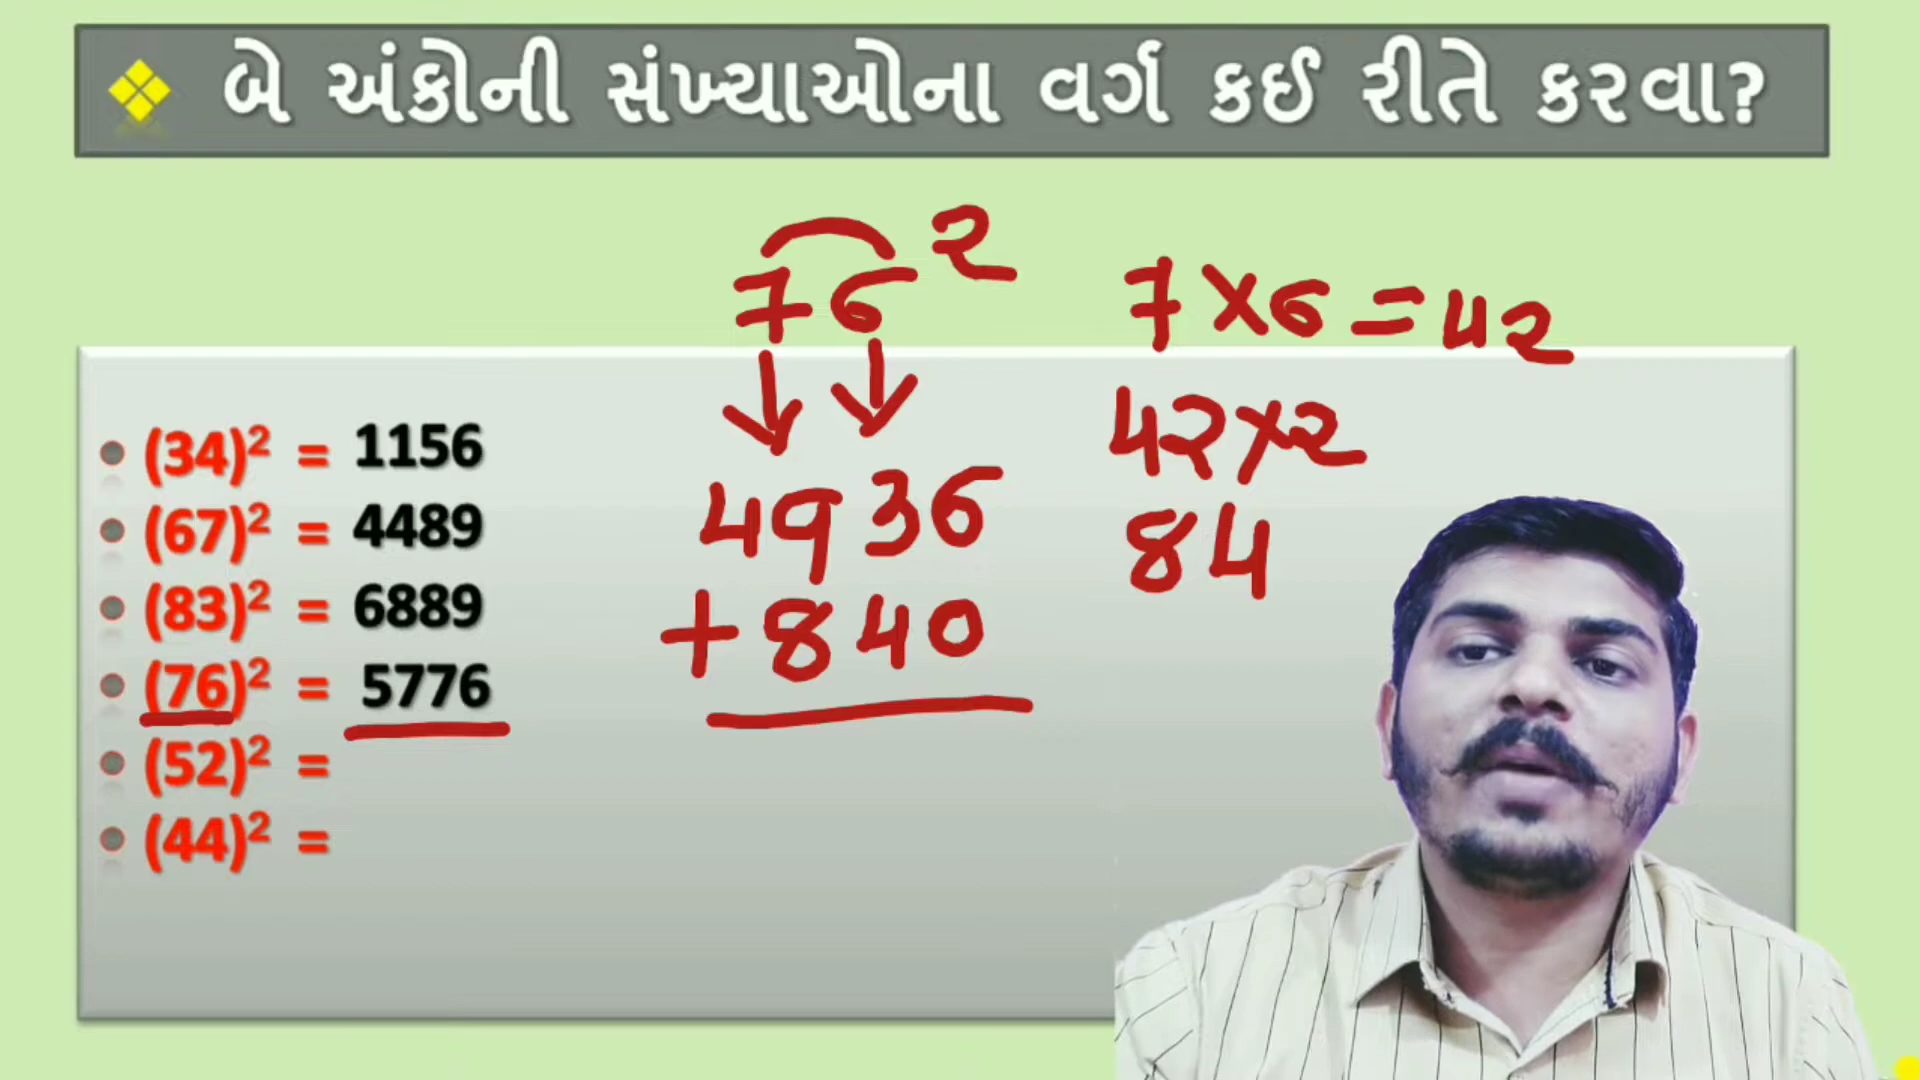 બે અંકોની સંખ્યાઓના વર્ગ કઈ રીતે કરવા?
76²
7×6=42
42×2
84
4936
+840
(34)² = 1156
(67)² = 4489
(83)² = 6889
(76)² = 5776
(52)² =
(44)² =